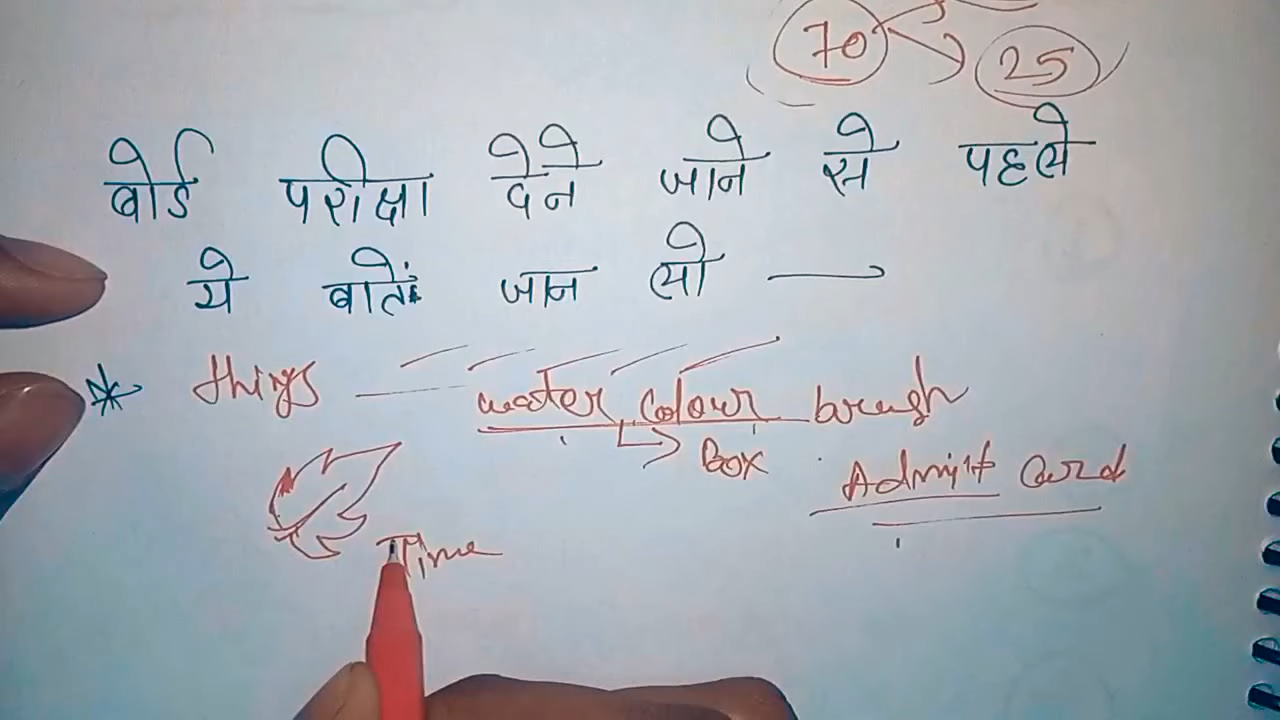 70 25
बोर्ड परीक्षा देने जाने से पहले
ये बातें जान लो
* things — water colour brush
Box
Admit Card
Time